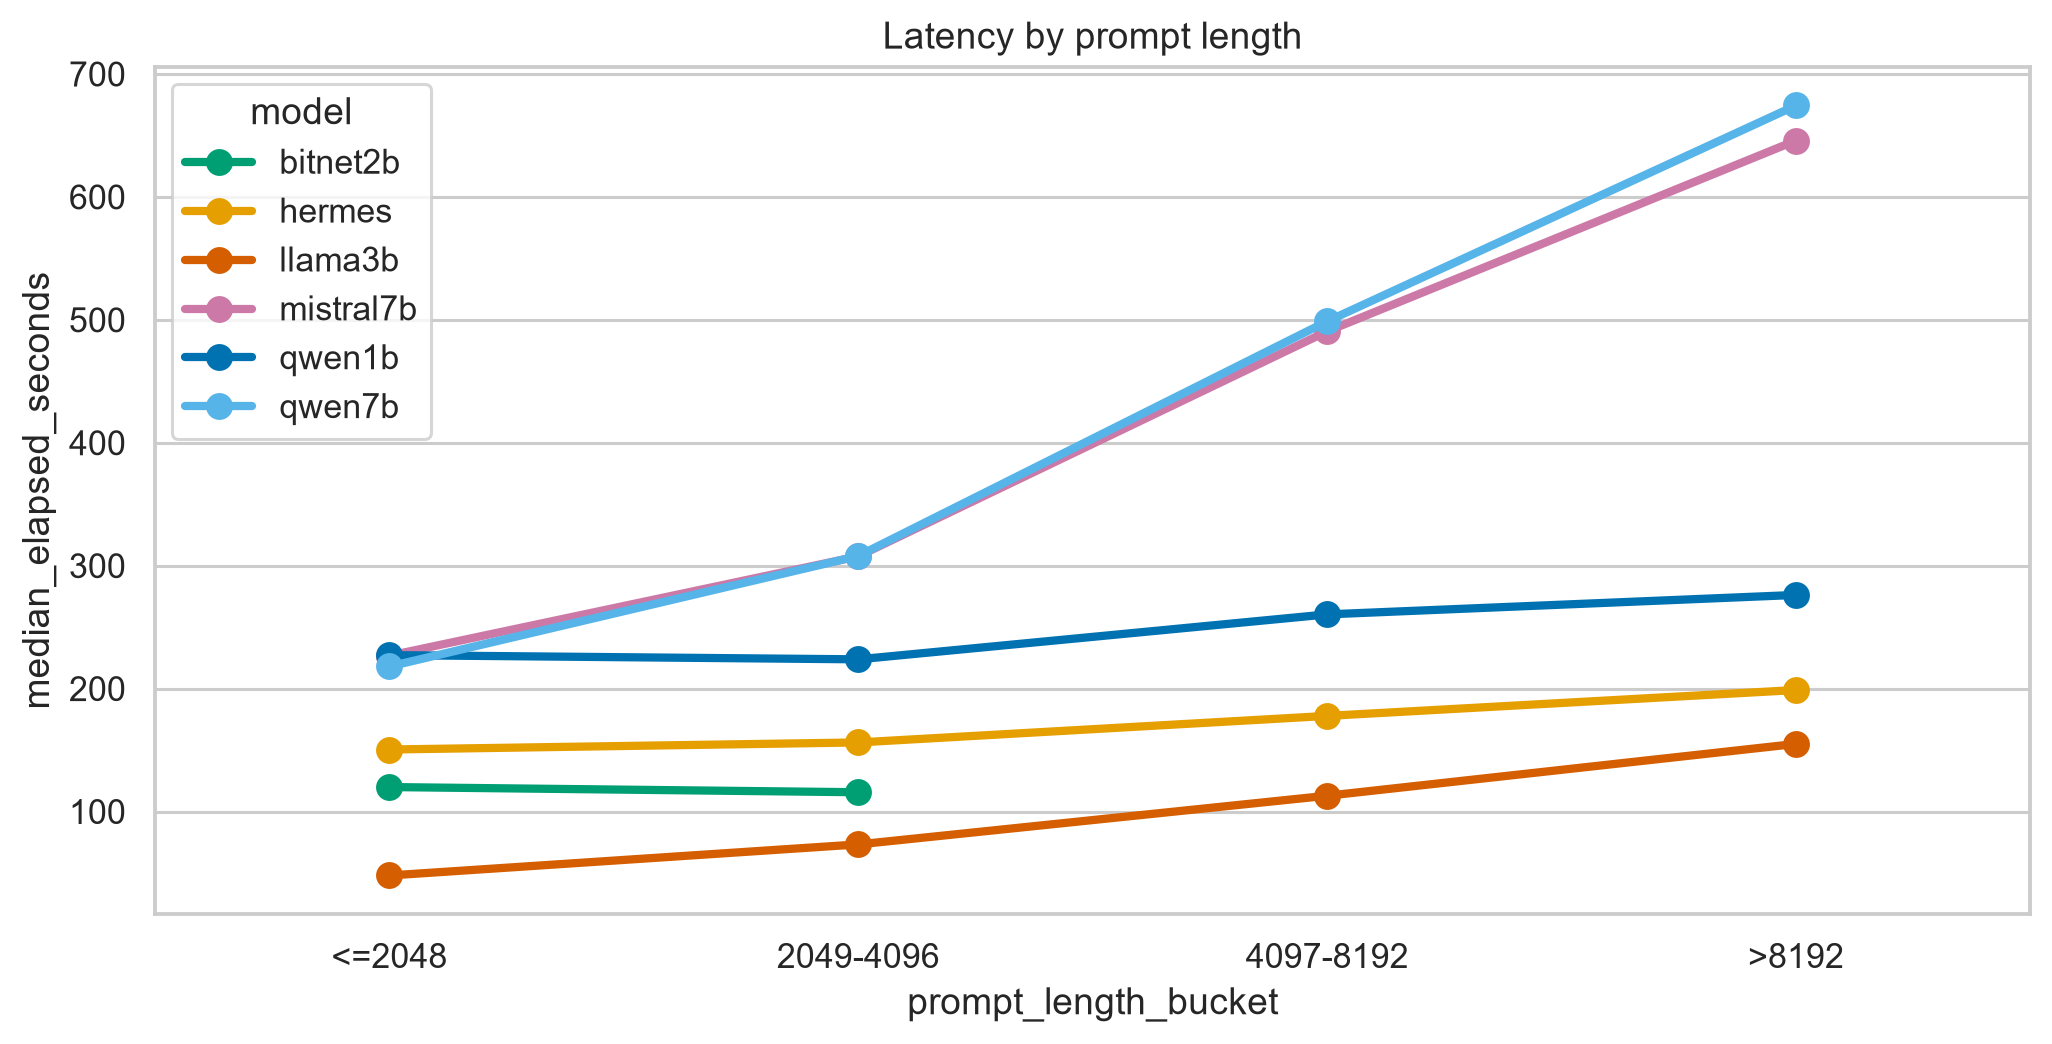 Latency by prompt length
700
600
500
400
300
200
100
median_elapsed_seconds
model
bitnet2b
hermes
llama3b
mistral7b
qwen1b
qwen7b
<=2048
2049-4096
4097-8192
>8192
prompt_length_bucket